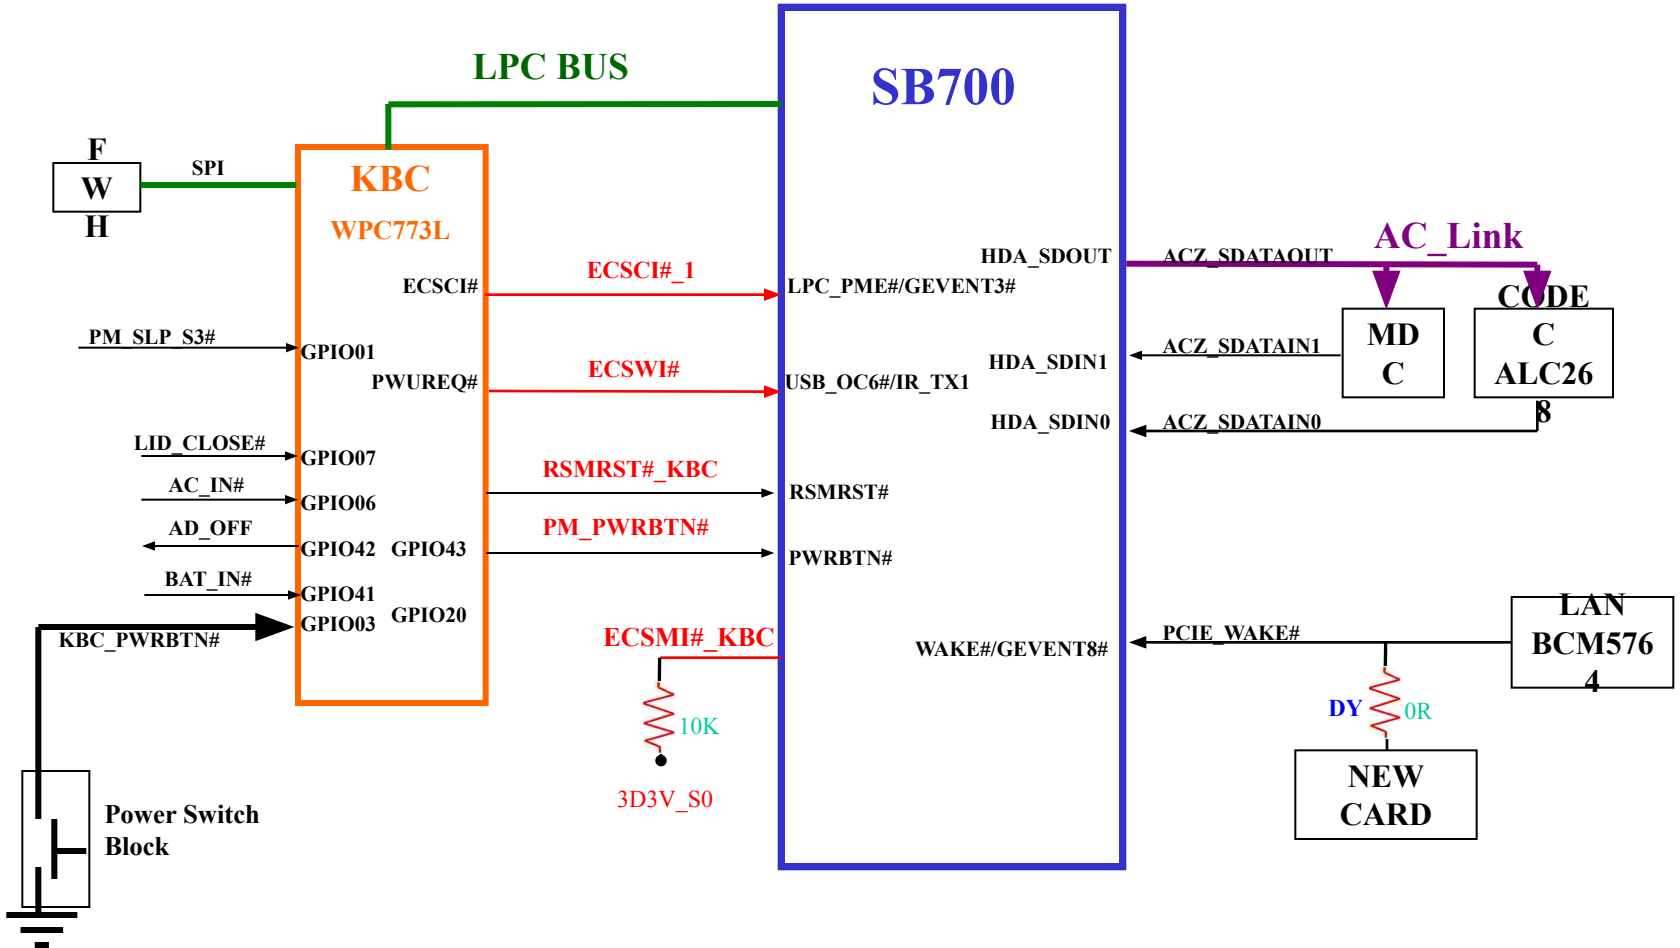 LPC BUS
SB700
F
W
H
SPI
KBC
WPC773L
ECSCI#
ECSCI#_1
LPC_PME#/GEVENT3#
HDA_SDOUT
ACZ_SDATAOUT
AC_Link
PM_SLP_S3#
GPIO01
PWUREQ#
ECSWI#
USB_OC6#/IR_TX1
HDA_SDIN1
ACZ_SDATAIN1
MD
C
CODE
C
ALC26
8
HDA_SDIN0
ACZ_SDATAIN0
LID_CLOSE#
GPIO07
AC_IN#
GPIO06
RSMRST#_KBC
RSMRST#
AD_OFF
GPIO42
GPIO43
PM_PWRBTN#
PWRBTN#
BAT_IN#
GPIO41
GPIO03
GPIO20
KBC_PWRBTN#
ECSMI#_KBC
10K
3D3V_S0
WAKE#/GEVENT8#
PCIE_WAKE#
LAN
BCM576
4
DY
0R
NEW
CARD
Power Switch
Block